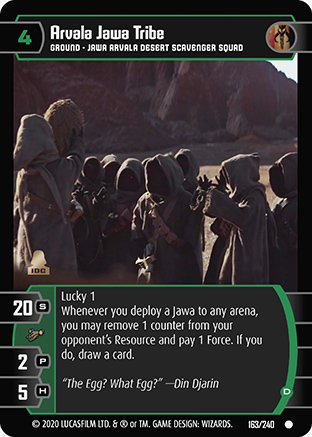 4
Arvala Jawa Tribe
GROUND - JAWA ARVALA DESERT SCAVENGER SQUAD
IDC
20 S
2 P
5 H
Lucky 1
Whenever you deploy a Jawa to any arena,
you may remove 1 counter from your
opponent's Resource and pay 1 Force. If you
do, draw a card.
"The Egg? What Egg?" —Din Djarin
D
© 2020 LUCASFILM LTD. & ® or TM. GAME DESIGN: WIZARDS.
163/240